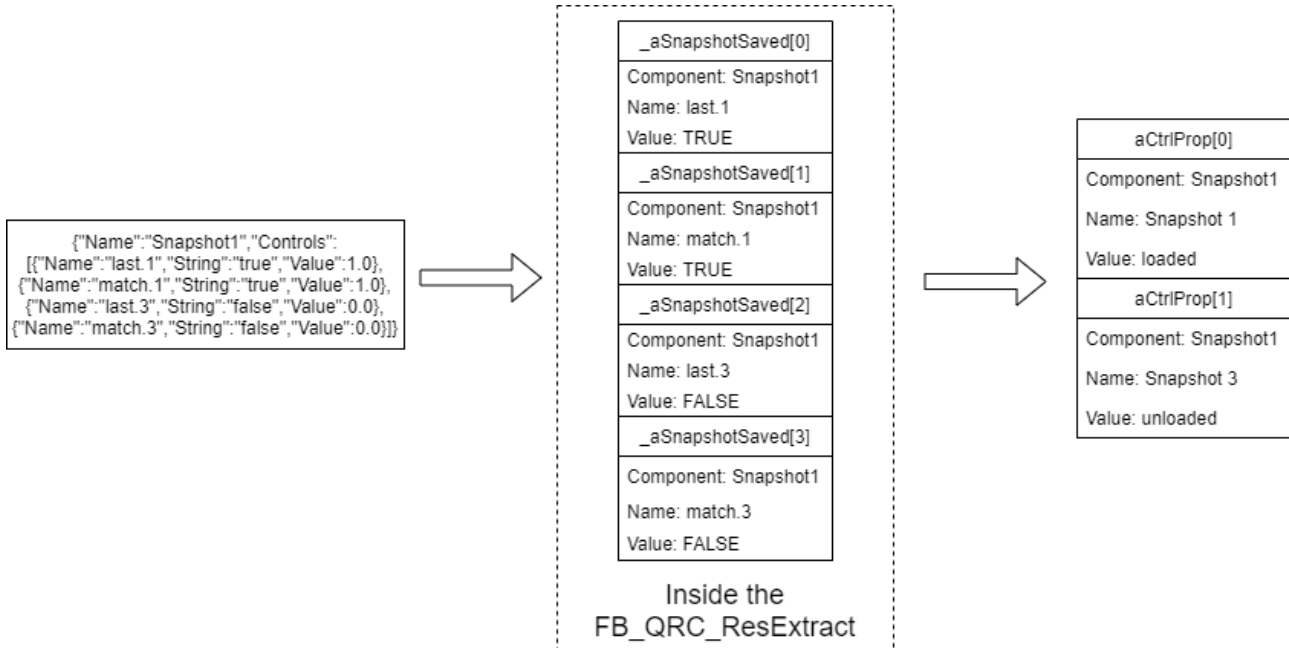 {"Name":"Snapshot1","Controls":
[{"Name":"last.1","String":"true","Value":1.0},
{"Name":"match.1","String":"true","Value":1.0},
{"Name":"last.3","String":"false","Value":0.0},
{"Name":"match.3","String":"false","Value":0.0}]}
_aSnapshotSaved[0]
Component: Snapshot1
Name: last.1
Value: TRUE
_aSnapshotSaved[1]
Component: Snapshot1
Name: match.1
Value: TRUE
_aSnapshotSaved[2]
Component: Snapshot1
Name: last.3
Value: FALSE
_aSnapshotSaved[3]
Component: Snapshot1
Name: match.3
Value: FALSE
Inside the
FB_QRC_ResExtract
aCtrlProp[0]
Component: Snapshot1
Name: Snapshot 1
Value: loaded
aCtrlProp[1]
Component: Snapshot1
Name: Snapshot 3
Value: unloaded